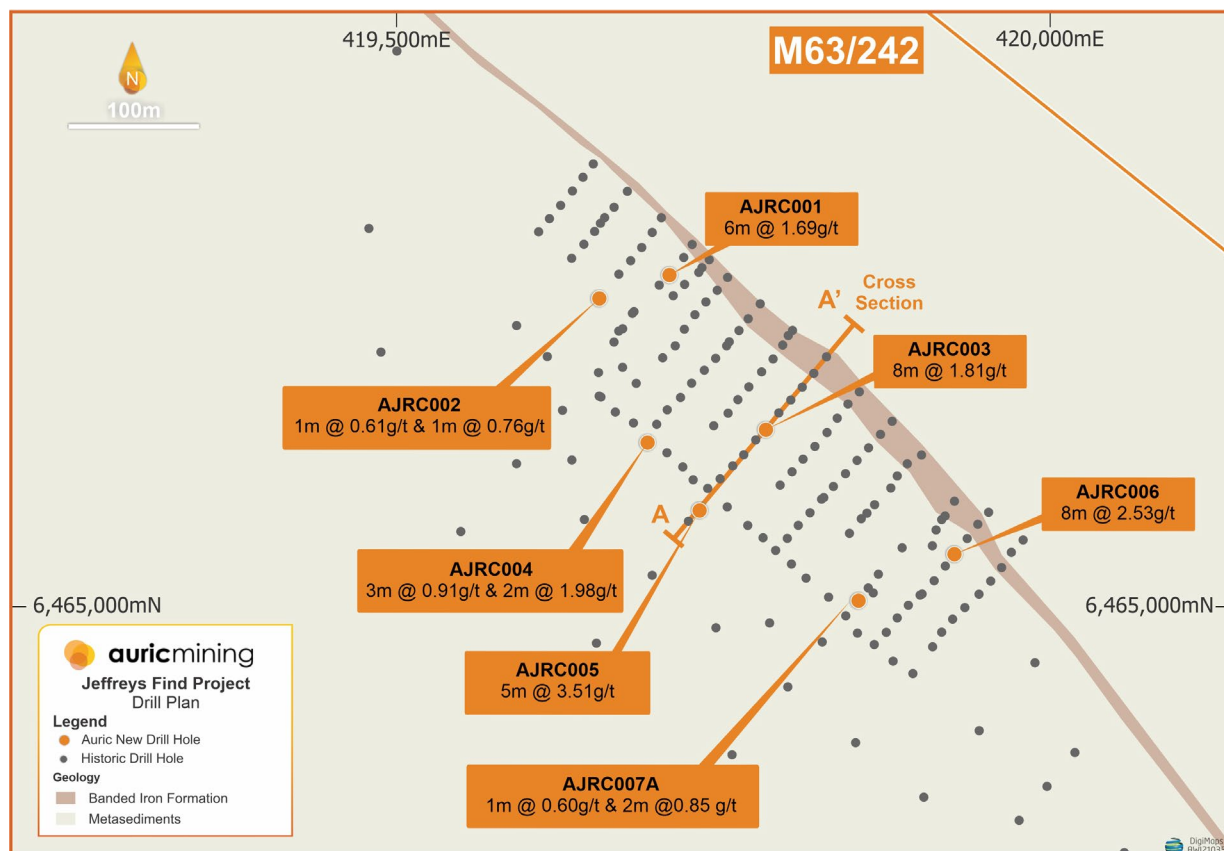 419,500mE
420,000mE
M63/242
N
100m
AJRC001
6m @ 1.69g/t
A’
Cross
Section
AJRC003
8m @ 1.81g/t
AJRC002
1m @ 0.61g/t & 1m @ 0.76g/t
A
AJRC006
8m @ 2.53g/t
AJRC004
3m @ 0.91g/t & 2m @ 1.98g/t
6,465,000mN
6,465,000mN
AJRC005
5m @ 3.51g/t
AJRC007A
1m @ 0.60g/t & 2m @0.85 g/t
auricmining
Jeffreys Find Project
Drill Plan
Legend
Auric New Drill Hole
Historic Drill Hole
Geology
Banded Iron Formation
Metasediments
DigiMaps